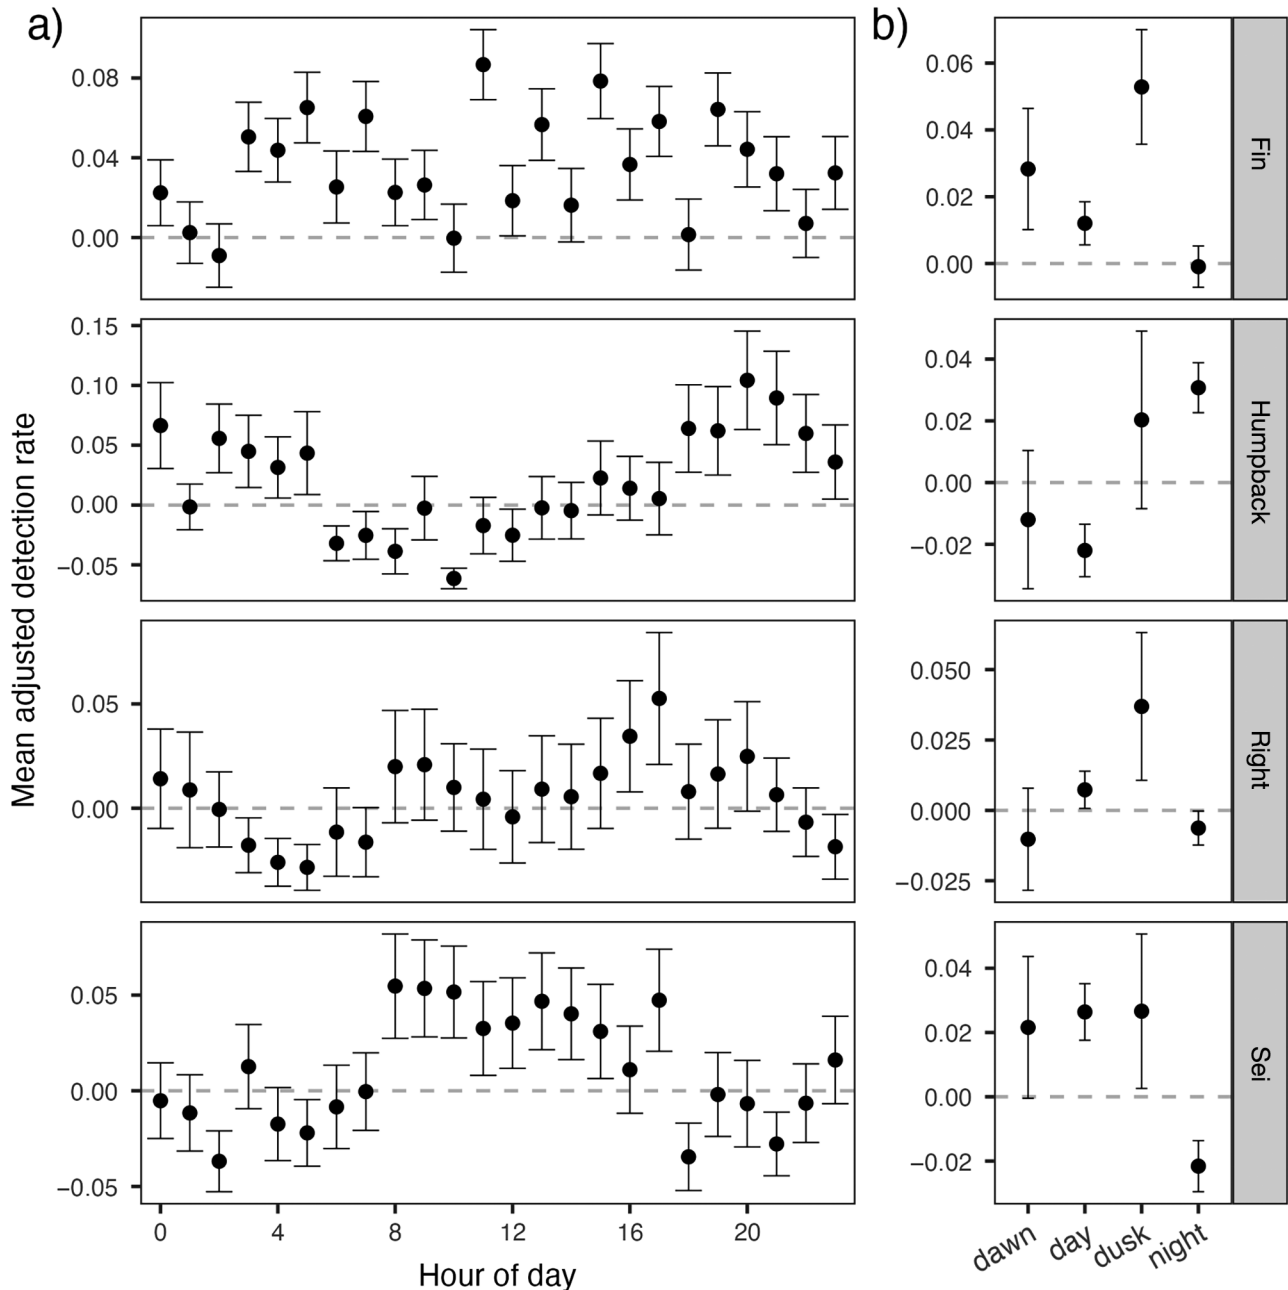 a)
b)
Mean adjusted detection rate
0.08
0.04
0.00
0.06
0.04
0.02
0.00
Fin
0.15
0.10
0.05
0.00
−0.05
0.04
0.02
0.00
−0.02
Humpback
0.05
0.00
0.050
0.025
0.000
−0.025
Right
0.05
0.00
−0.05
0.04
0.02
0.00
−0.02
Sei
0 4 8 12 16 20
dawn day dusk night
Hour of day